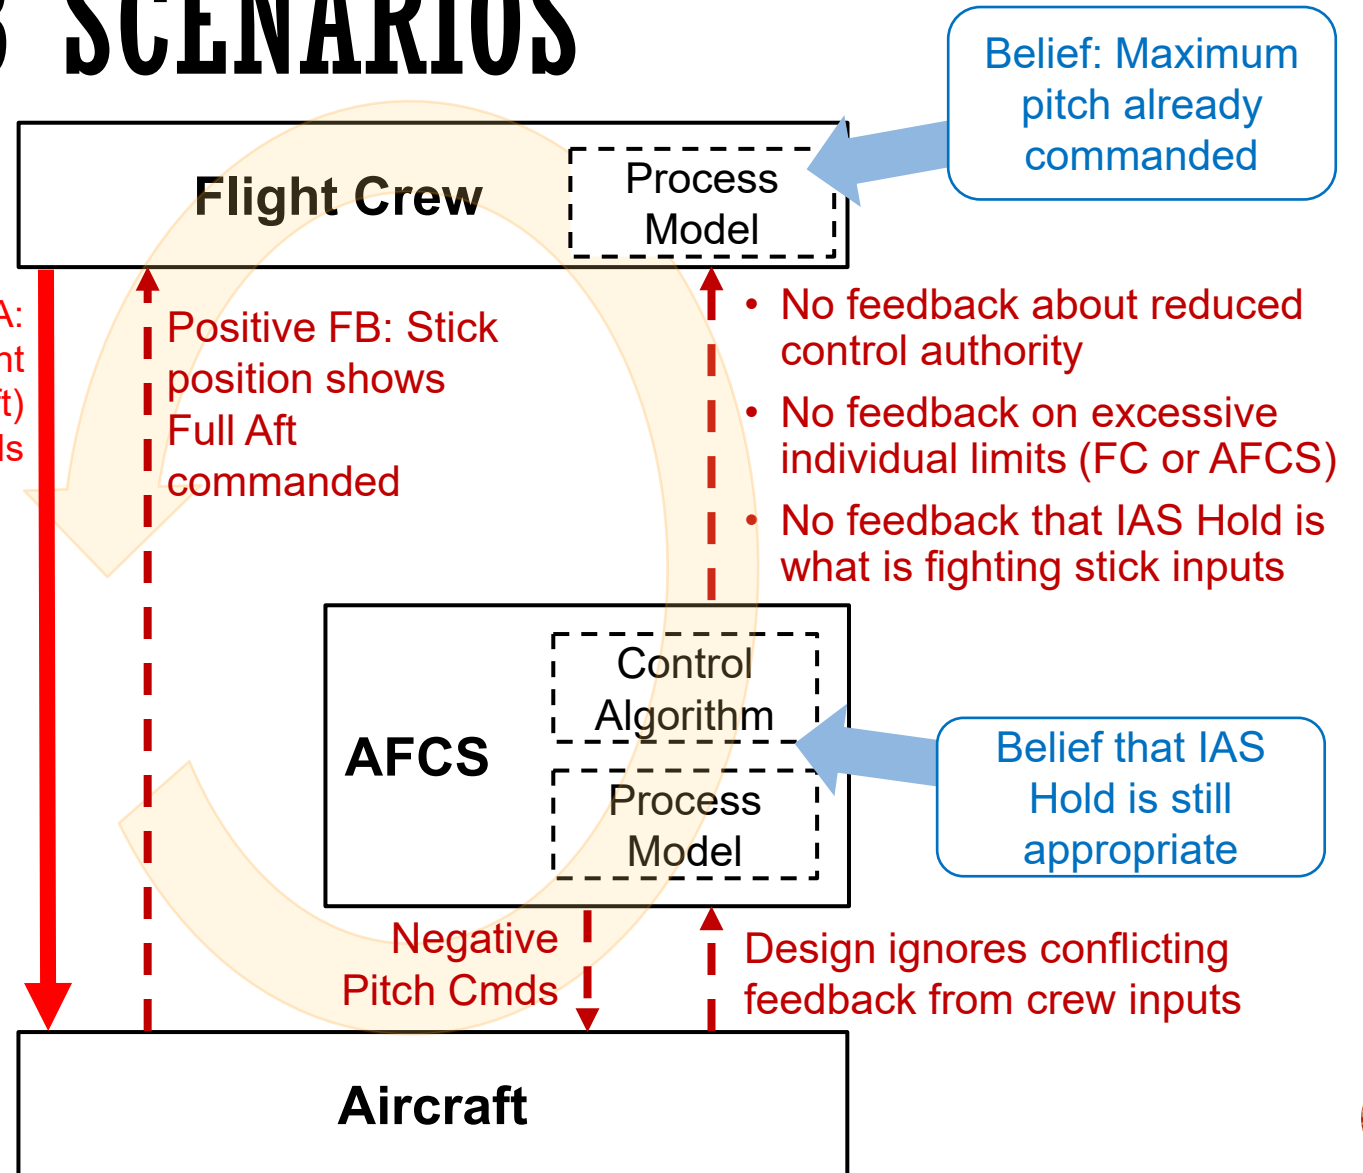 SCENARIOS
Belief: Maximum
pitch already
commanded
Flight Crew
Process
Model
A:
Positive FB: Stick
position shows
Full Aft
commanded
• No feedback about reduced
control authority
• No feedback on excessive
individual limits (FC or AFCS)
• No feedback that IAS Hold is
what is fighting stick inputs
AFCS
Control
Algorithm
Process
Model
Belief that IAS
Hold is still
appropriate
Negative
Pitch Cmds
Design ignores conflicting
feedback from crew inputs
Aircraft